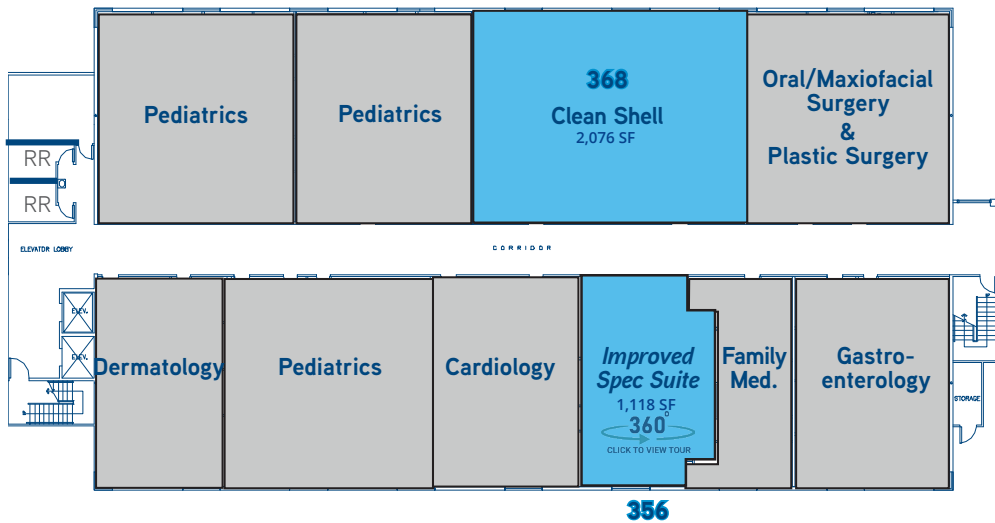 368
Clean Shell
2,076 SF
Pediatrics
Pediatrics
Oral/Maxiofacial
Surgery
&
Plastic Surgery
RR
RR
ELEVATOR LOBBY
CORRIDOR
ELEV.
ELEV.
Dermatology
Pediatrics
Cardiology
Improved
Spec Suite
1,118 SF
360°
CLICK TO VIEW TOUR
Family
Med.
Gastro-
enterology
STORAGE
356